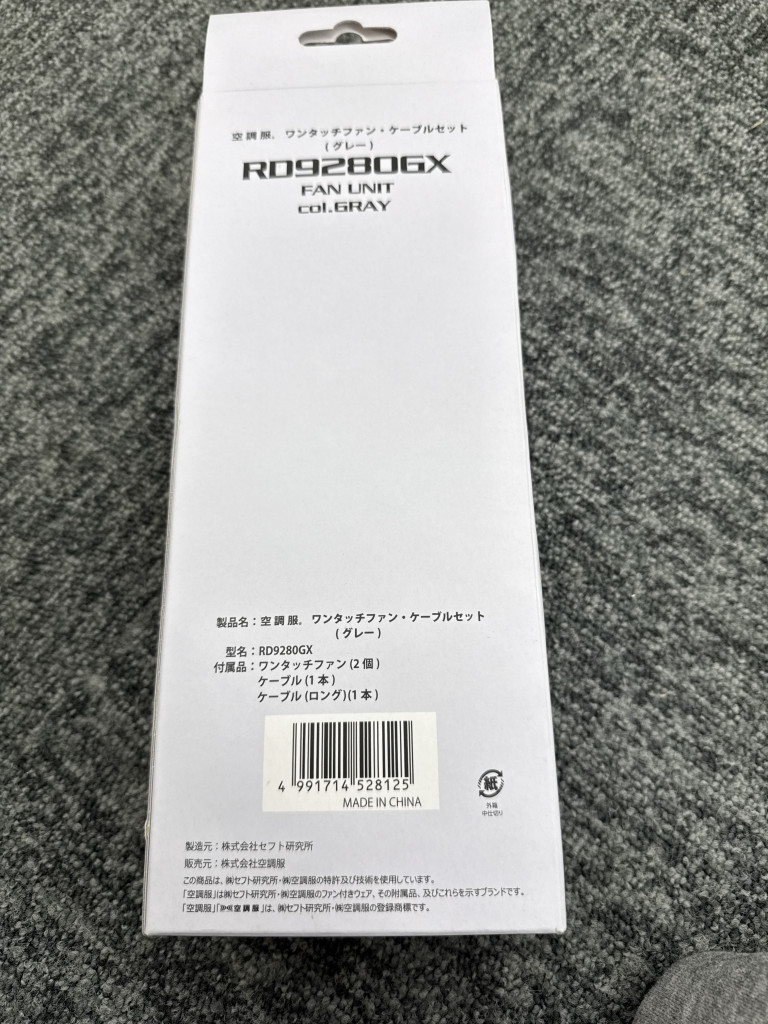 空調服® ワンタッチファン・ケーブルセット
(グレー)
RD9280GX
FAN UNIT
col.GRAY
製品名：空調服® ワンタッチファン・ケーブルセット
(グレー)
型名：RD9280GX
付属品：ワンタッチファン(2個)
ケーブル(1本)
ケーブル(ロング)(1本)
4 991714 528125
MADE IN CHINA
紙
外箱
中仕切り
製造元：株式会社セフト研究所
販売元：株式会社空調服
この商品は、㈱セフト研究所・㈱空調服の特許及び技術を使用しています。
「空調服」は㈱セフト研究所・㈱空調服のファン付きウェア、その付属品、及びこれらを示すブランドです。
「空調服」「空調服」は、㈱セフト研究所・㈱空調服の登録商標です。